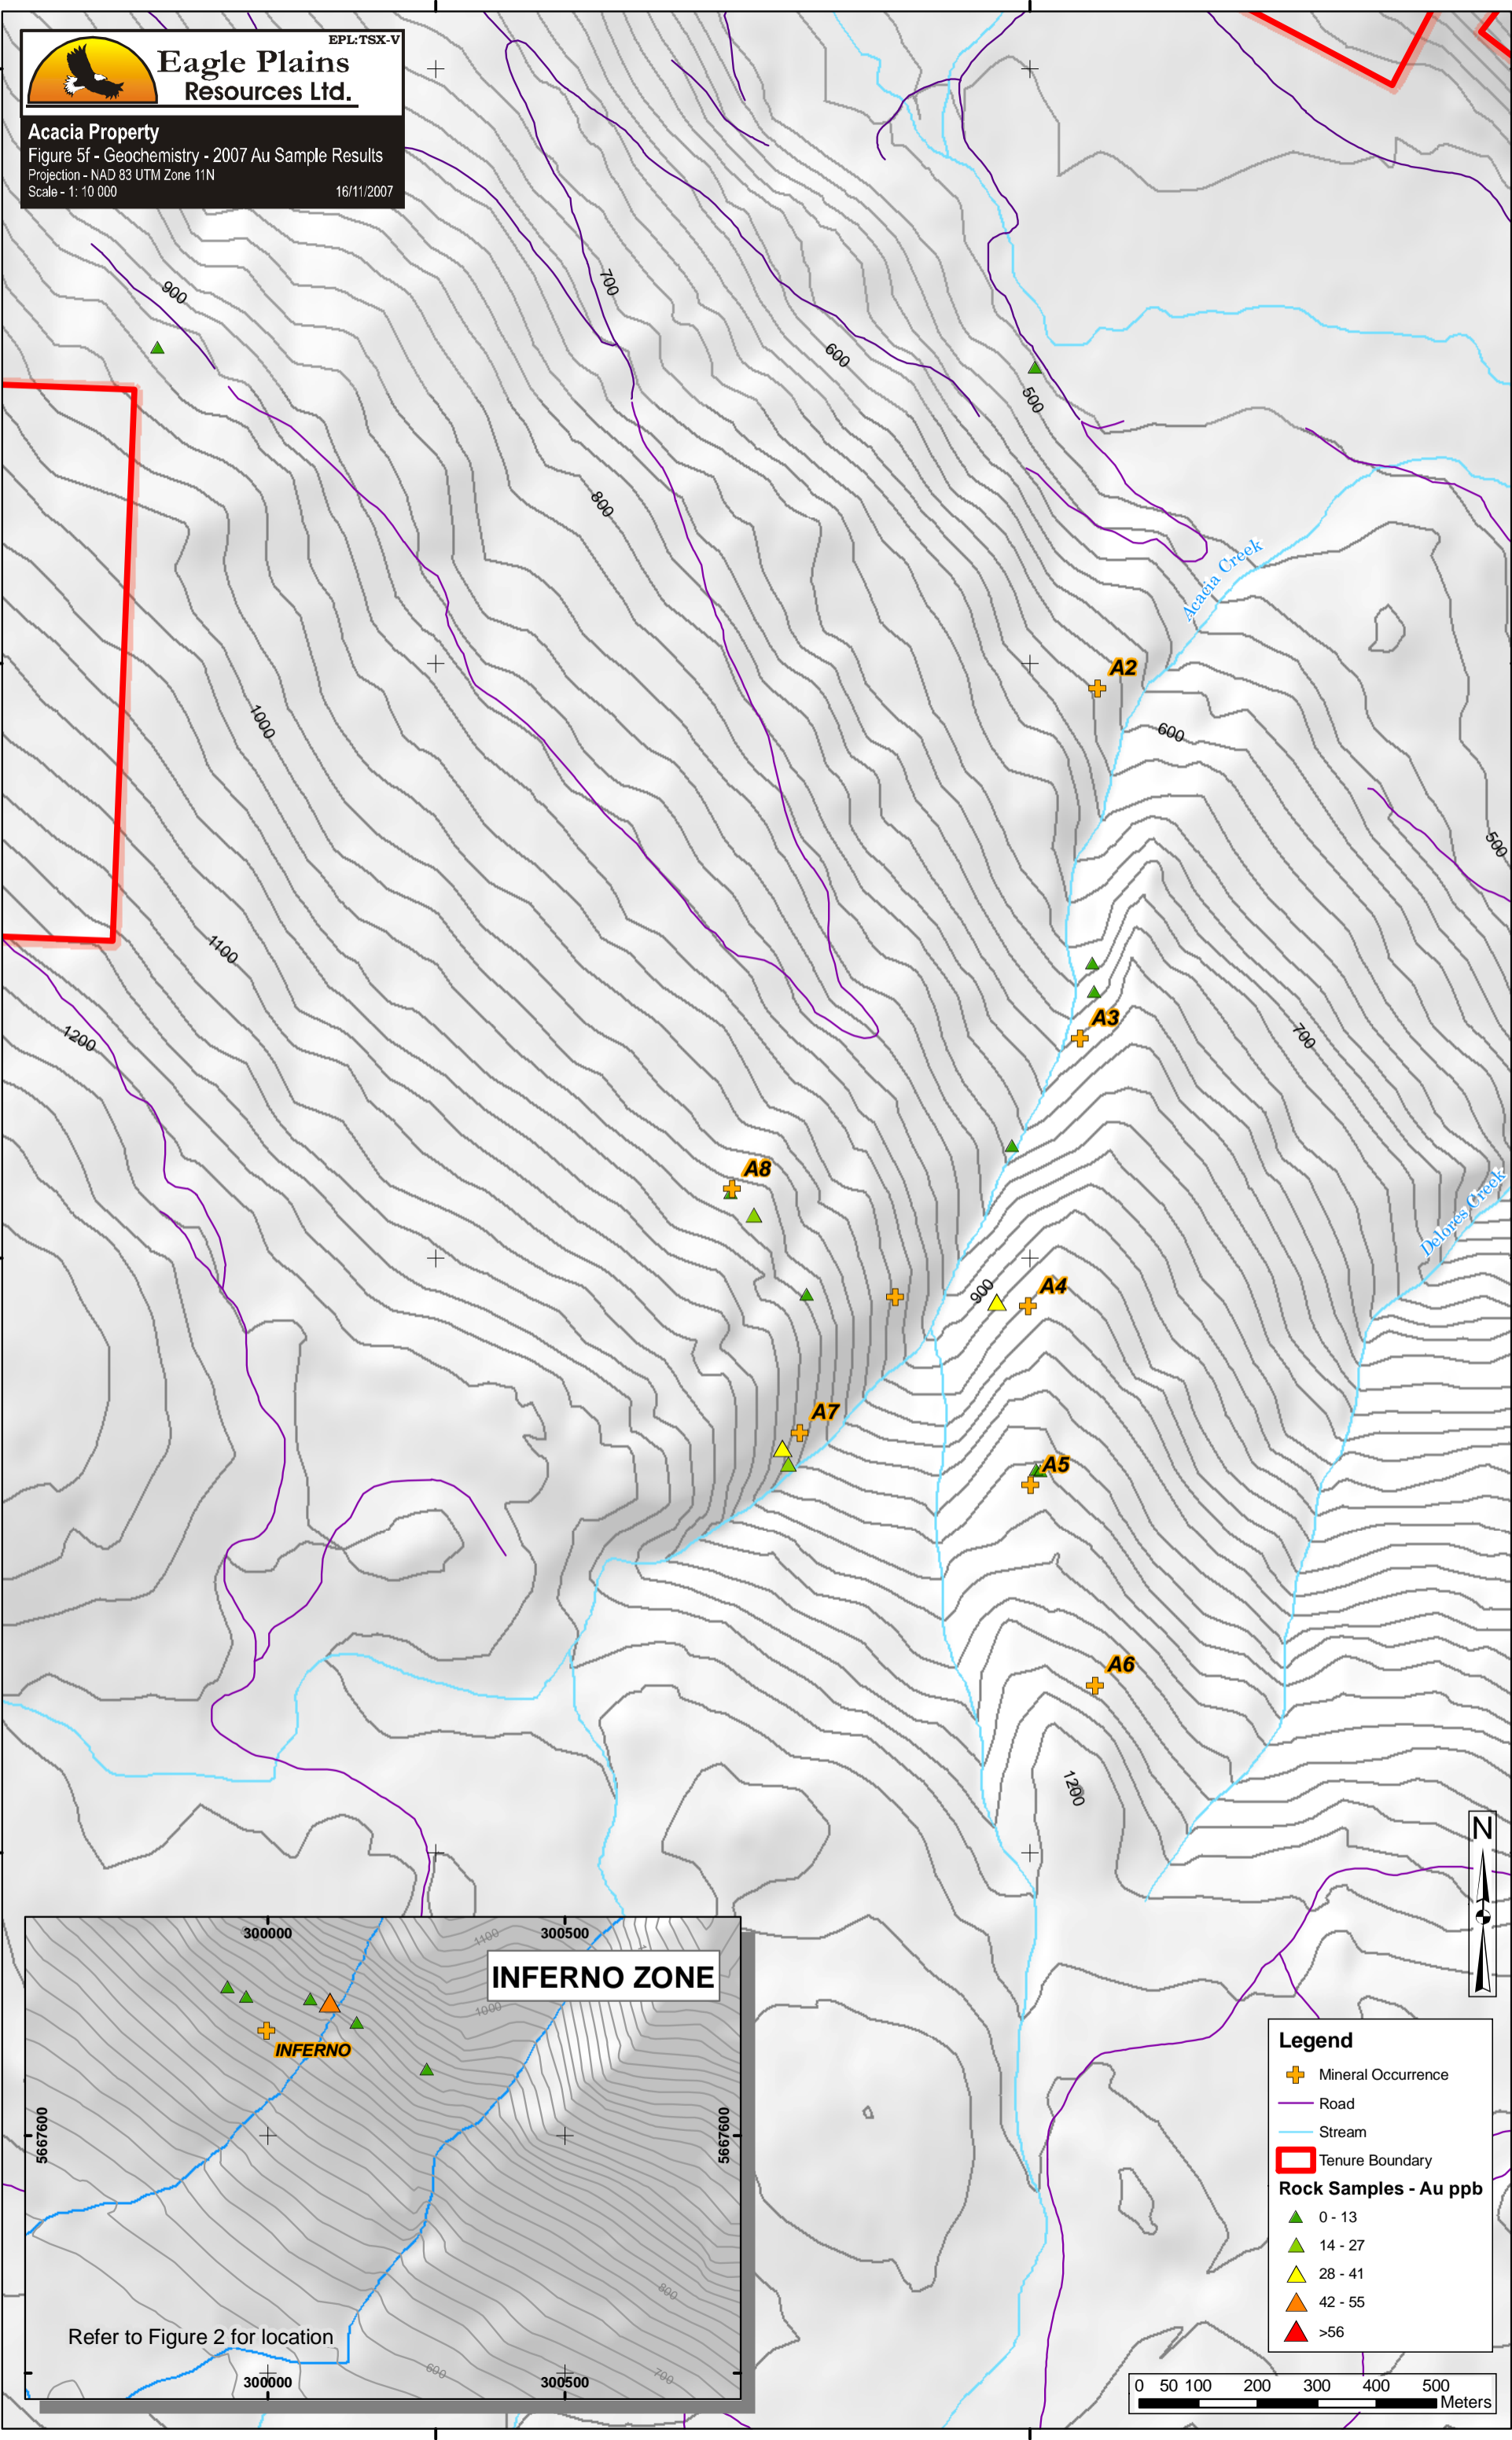 EPL:TSX-V
Eagle Plains
Resources Ltd.
Acacia Property
Figure 5f - Geochemistry - 2007 Au Sample Results
Projection - NAD 83 UTM Zone 11N
Scale - 1: 10 000
16/11/2007
900
700
600
500
800
Acacia Creek
A2
1000
600
500
1100
A3
1200
700
A8
Delores Creek
900
A4
A7
A5
A6
1200
N
300000
300500
1100
INFERNO ZONE
1000
INFERNO
5667600
5667600
800
Refer to Figure 2 for location
600
700
300000
300500
Legend
Mineral Occurrence
Road
Stream
Tenure Boundary
Rock Samples - Au ppb
0 - 13
14 - 27
28 - 41
42 - 55
>56
0 50 100 200 300 400 500
Meters